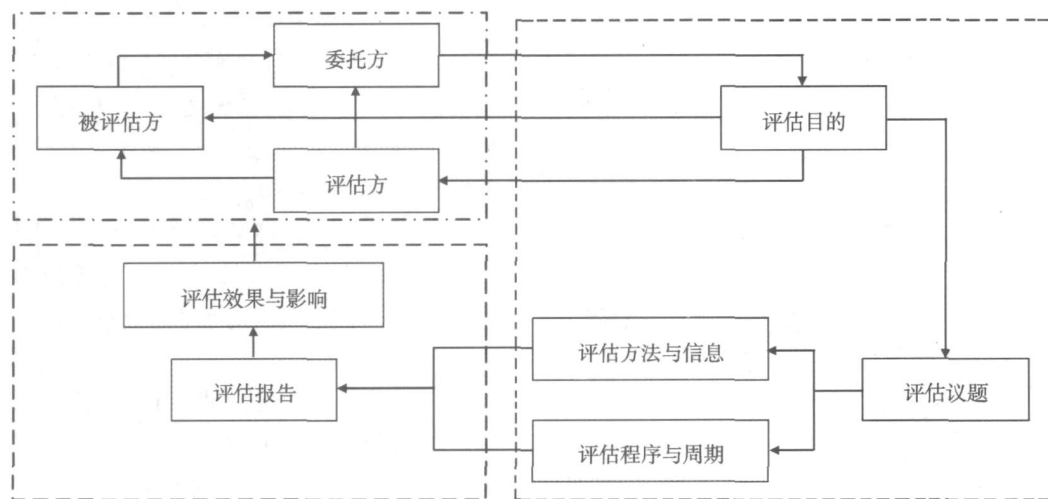 委托方
被评估方
评估目的
评估方
评估效果与影响
评估方法与信息
评估报告
评估议题
评估程序与周期